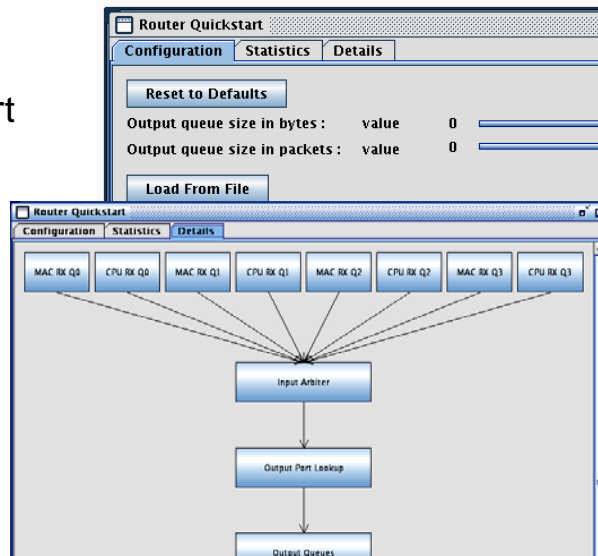 Router Quickstart
Configuration Statistics Details
Reset to Defaults
Output queue size in bytes : value 0
Output queue size in packets : value 0
Load From File
Router Quickstart
Configuration Statistics Details
MAC RX Q0 CPU RX Q0 MAC RX Q1 CPU RX Q1 MAC RX Q2 CPU RX Q2 MAC RX Q3 CPU RX Q3
Input Arbiter
Output Port Lookup
Output Queues